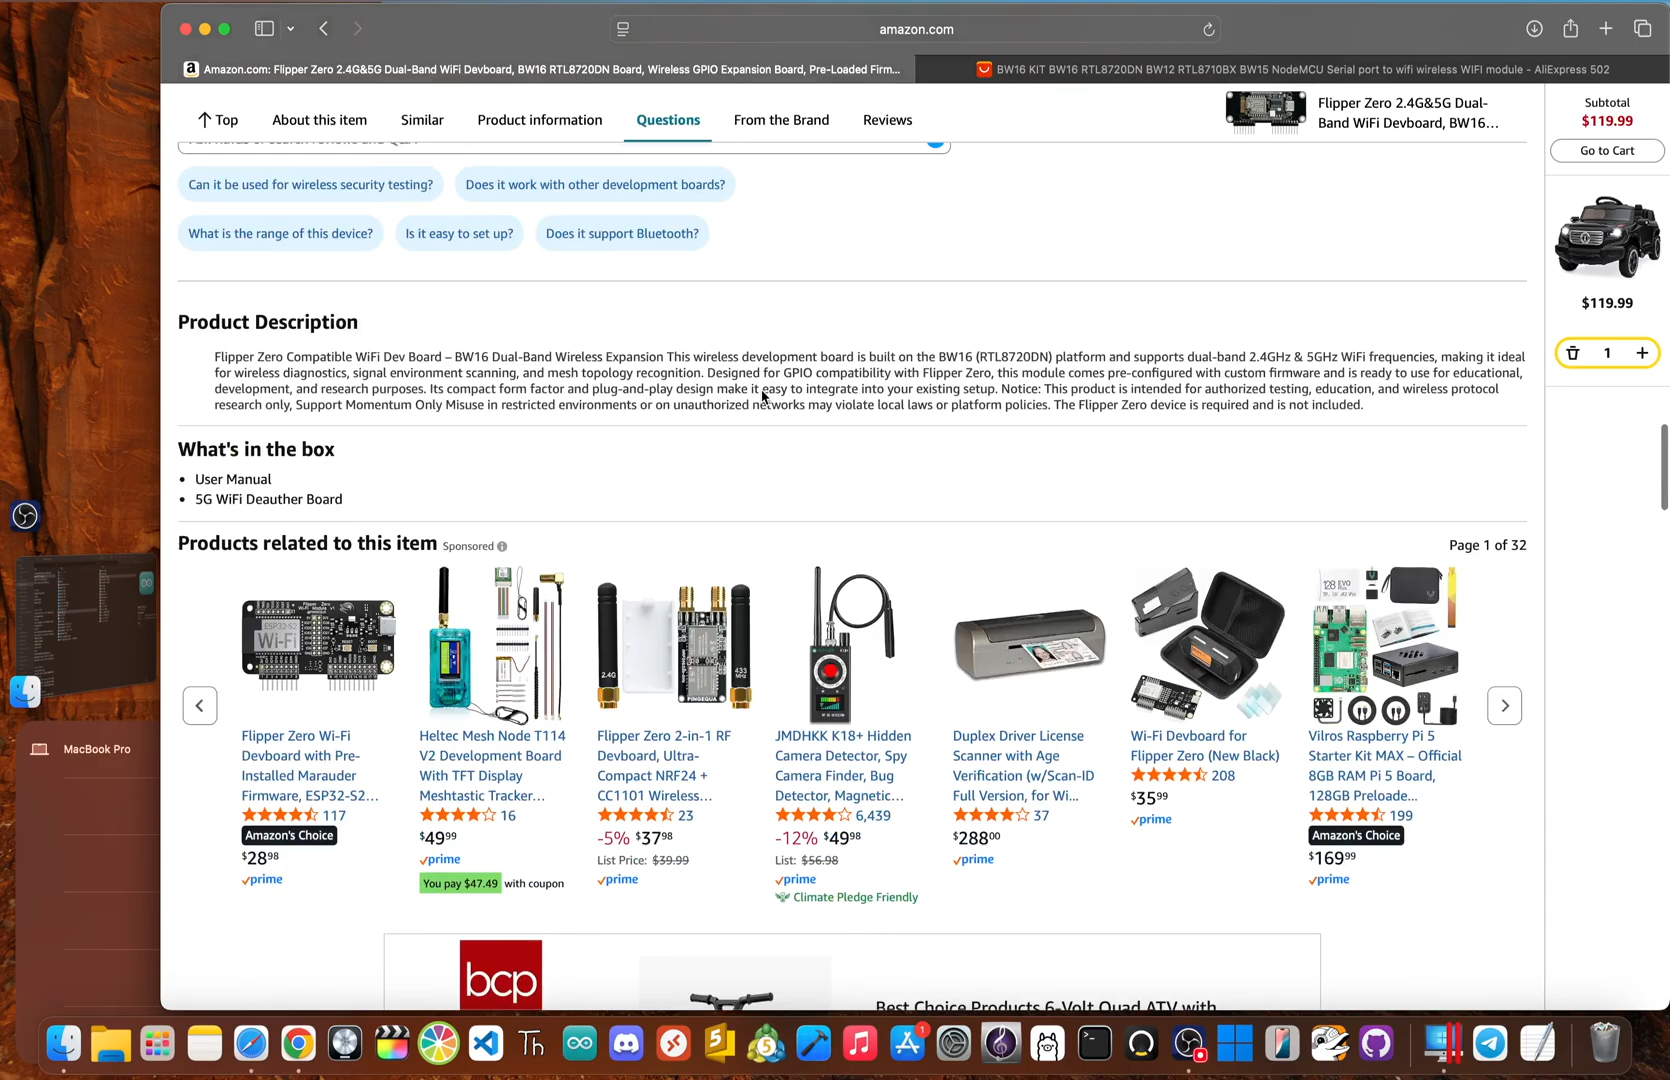 amazon.com
Amazon.com: Flipper Zero 2.4G&5G Dual-Band WiFi Devboard, BW16 RTL8720DN Board, Wireless GPIO Expansion Board, Pre-Loaded Firm...
BW16 KIT BW16 RTL8720DN BW12 RTL8710BX BW15 NodeMCU Serial port to wifi wireless WIFI module - AliExpress 502
Top
About this item
Similar
Product information
Questions
From the Brand
Reviews
Flipper Zero 2.4G&5G Dual-
Band WiFi Devboard, BW16...
Subtotal
$119.99
Go to Cart
Can it be used for wireless security testing?
Does it work with other development boards?
What is the range of this device?
Is it easy to set up?
Does it support Bluetooth?
$119.99
1
Product Description
Flipper Zero Compatible WiFi Dev Board – BW16 Dual-Band Wireless Expansion This wireless development board is built on the BW16 (RTL8720DN) platform and supports dual-band 2.4GHz & 5GHz WiFi frequencies, making it ideal
for wireless diagnostics, signal environment scanning, and mesh topology recognition. Designed for GPIO compatibility with Flipper Zero, this module comes pre-configured with custom firmware and is ready to use for educational,
development, and research purposes. Its compact form factor and plug-and-play design make it easy to integrate into your existing setup. Notice: This product is intended for authorized testing, education, and wireless protocol
research only, Support Momentum Only Misuse in restricted environments or on unauthorized networks may violate local laws or platform policies. The Flipper Zero device is required and is not included.
What's in the box
• User Manual
• 5G WiFi Deauther Board
Products related to this item Sponsored
Page 1 of 32
Flipper Zero Wi-Fi
Devboard with Pre-
Installed Marauder
Firmware, ESP32-S2...
117
Amazon's Choice
$28⁹⁸
prime
Heltec Mesh Node T114
V2 Development Board
With TFT Display
Meshtastic Tracker...
16
$49⁹⁹
prime
You pay $47.49 with coupon
Flipper Zero 2-in-1 RF
Devboard, Ultra-
Compact NRF24 +
CC1101 Wireless...
23
-5% $37⁹⁸
List Price: $39.99
prime
JMDHKK K18+ Hidden
Camera Detector, Spy
Camera Finder, Bug
Detector, Magnetic...
6,439
-12% $49⁹⁸
List: $56.98
prime
Climate Pledge Friendly
Duplex Driver License
Scanner with Age
Verification (w/Scan-ID
Full Version, for Wi...
37
$288⁰⁰
prime
Wi-Fi Devboard for
Flipper Zero (New Black)
208
$35⁹⁹
prime
Vilros Raspberry Pi 5
Starter Kit MAX – Official
8GB RAM Pi 5 Board,
128GB Preloade...
199
Amazon's Choice
$169⁹⁹
prime
MacBook Pro
bcp
Best Choice Products 6-Volt Quad ATV with